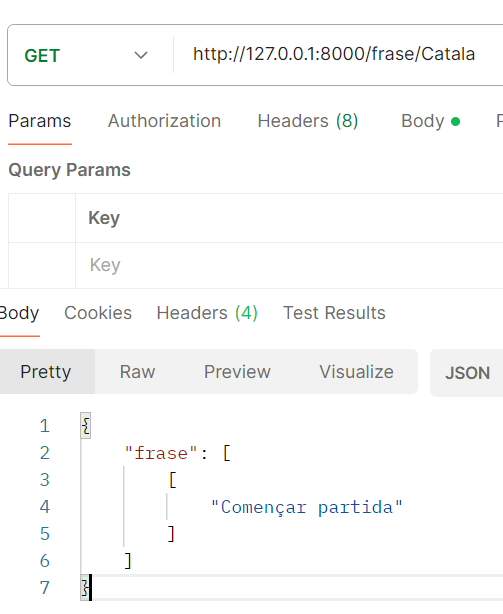 GET http://127.0.0.1:8000/frase/Catala
Params Authorization Headers (8) Body
Query Params
Key
Key
Body Cookies Headers (4) Test Results
Pretty Raw Preview Visualize JSON
1 {
2 "frase": [
3 [
4 "Començar partida"
5 ]
6 ]
7 }